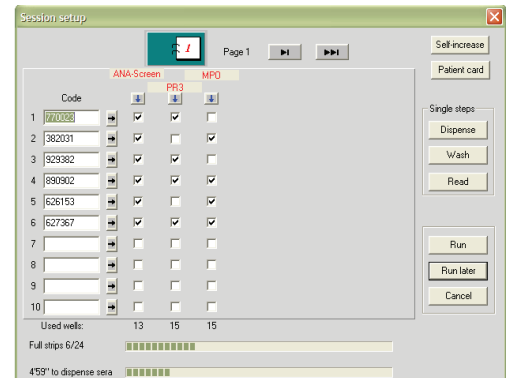 Session setup
1 Page 1
Self-increase
Patient card
ANA-Screen MPO
PR3
Code
1 770023
2 382031
3 929382
4 890902
5 626153
6 627367
7
8
9
10
Single steps
Dispense
Wash
Read
Run
Run later
Cancel
Used wells: 13 15 15
Full strips 6/24
4'59" to dispense sera